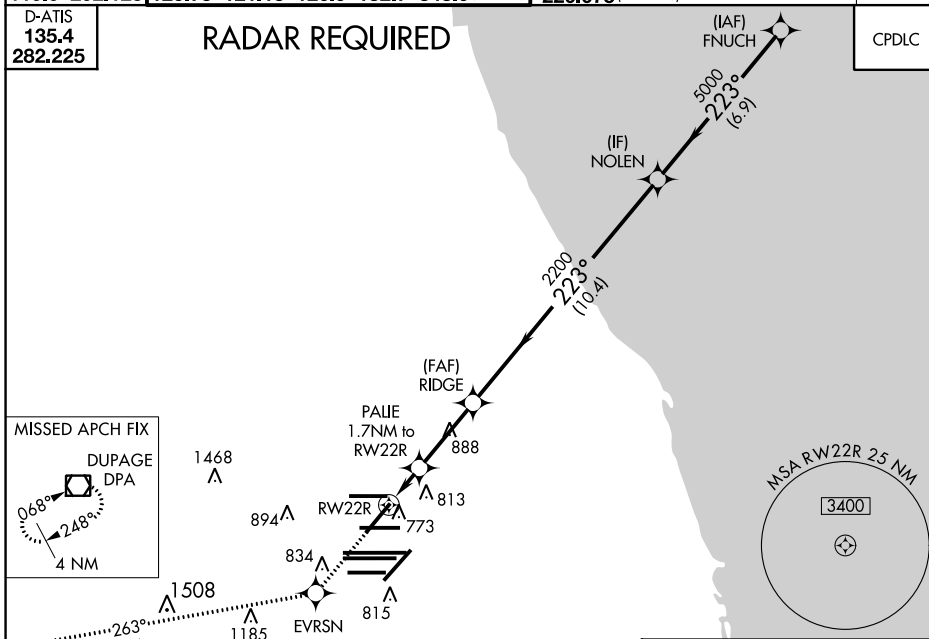 D-ATIS
135.4
282.225
RADAR REQUIRED
(IAF)
FNUCH
CPDLC
5000
223°
(6.9)
(IF)
NOLEN
2200
223°
(10.4)
(FAF)
RIDGE
PALIE
1.7NM to
RW22R
888
MISSED APCH FIX
DUPAGE
DPA
068°
248°
4 NM
1468
894
RW22R
813
773
834
815
1508
1185
263°
EVRSN
MSA RW22R 25 NM
3400